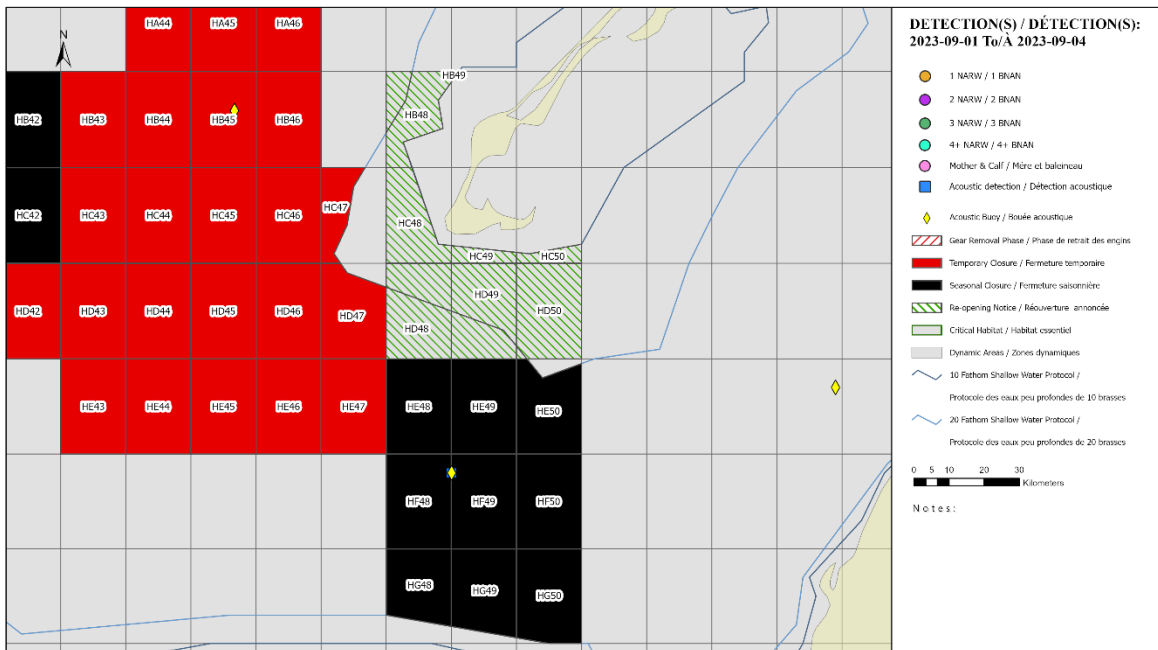 HA44 HA45 HA46
N
HB49
HB42 HB43 HB44 HB45 HB46 HB48
HC47
HC42 HC43 HC44 HC45 HC46 HC48
HC49 HC50
HD42 HD43 HD44 HD45 HD46 HD47 HD49 HD50
HD48
HE43 HE44 HE45 HE46 HE47 HE48 HE49 HE50
HF48 HF49 HF50
HG48 HG49 HG50
DETECTION(S) / DÉTECTION(S):
2023-09-01 To/À 2023-09-04
1 NARW / 1 BNAN
2 NARW / 2 BNAN
3 NARW / 3 BNAN
4+ NARW / 4+ BNAN
Mother & Calf / Mère et baleineau
Acoustic detection / Détection acoustique
Acoustic Buoy / Bouée acoustique
Gear Removal Phase / Phase de retrait des engins
Temporary Closure / Fermeture temporaire
Seasonal Closure / Fermeture saisonnière
Re-opening Notice / Réouverture annoncée
Critical Habitat / Habitat essentiel
Dynamic Areas / Zones dynamiques
10 Fathom Shallow Water Protocol /
Protocole des eaux peu profondes de 10 brasses
20 Fathom Shallow Water Protocol /
Protocole des eaux peu profondes de 20 brasses
0 5 10 20 30
Kilometers
Notes: